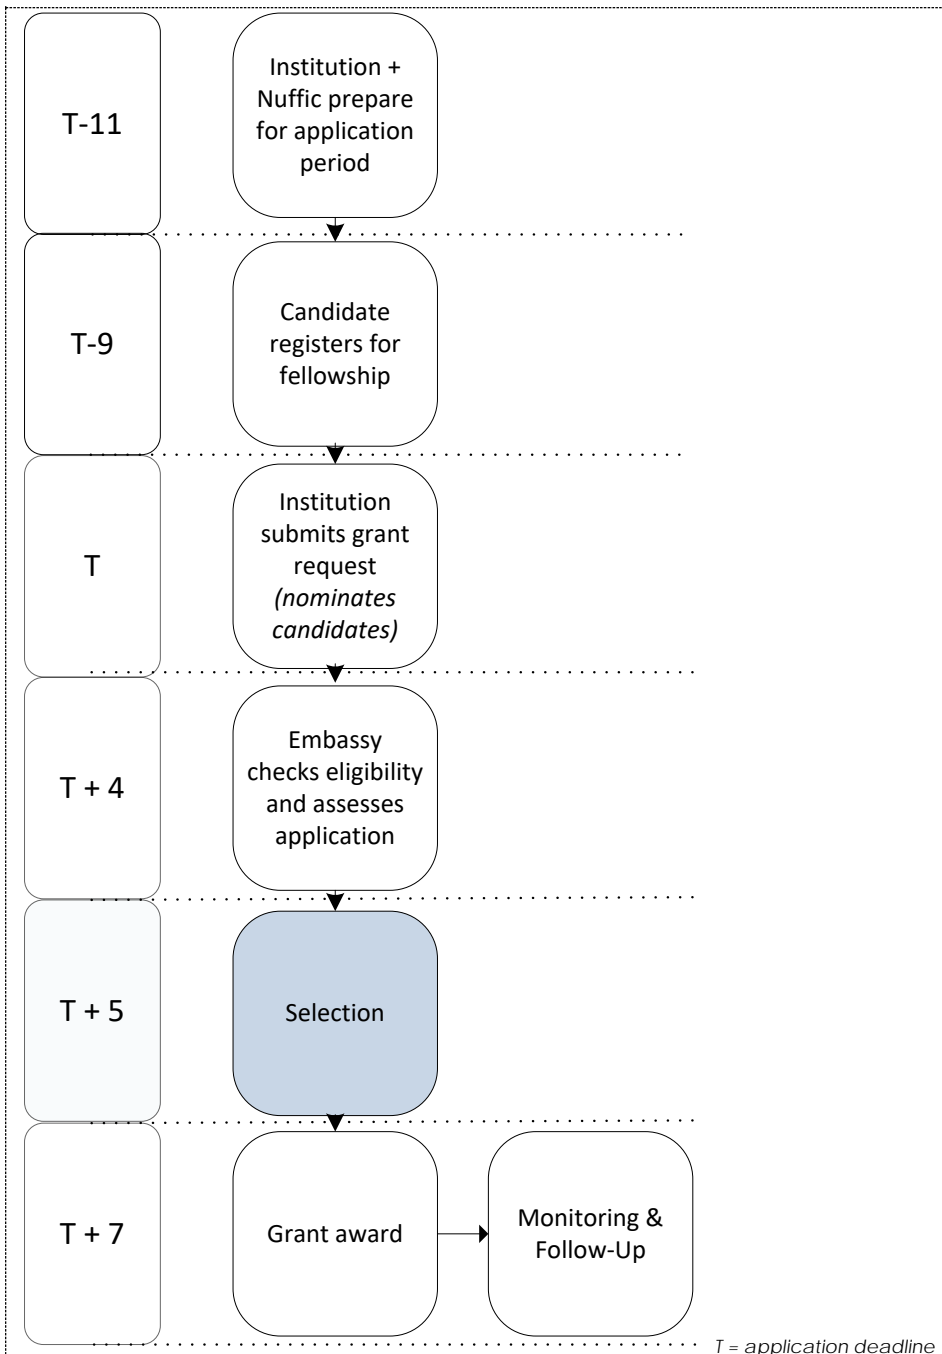 T-11
Institution +
Nuffic prepare
for application
period
T-9
Candidate
registers for
fellowship
T
Institution
submits grant
request
(nominates
candidates)
T + 4
Embassy
checks eligibility
and assesses
application
T + 5
Selection
T + 7
Grant award
Monitoring &
Follow-Up
T = application deadline